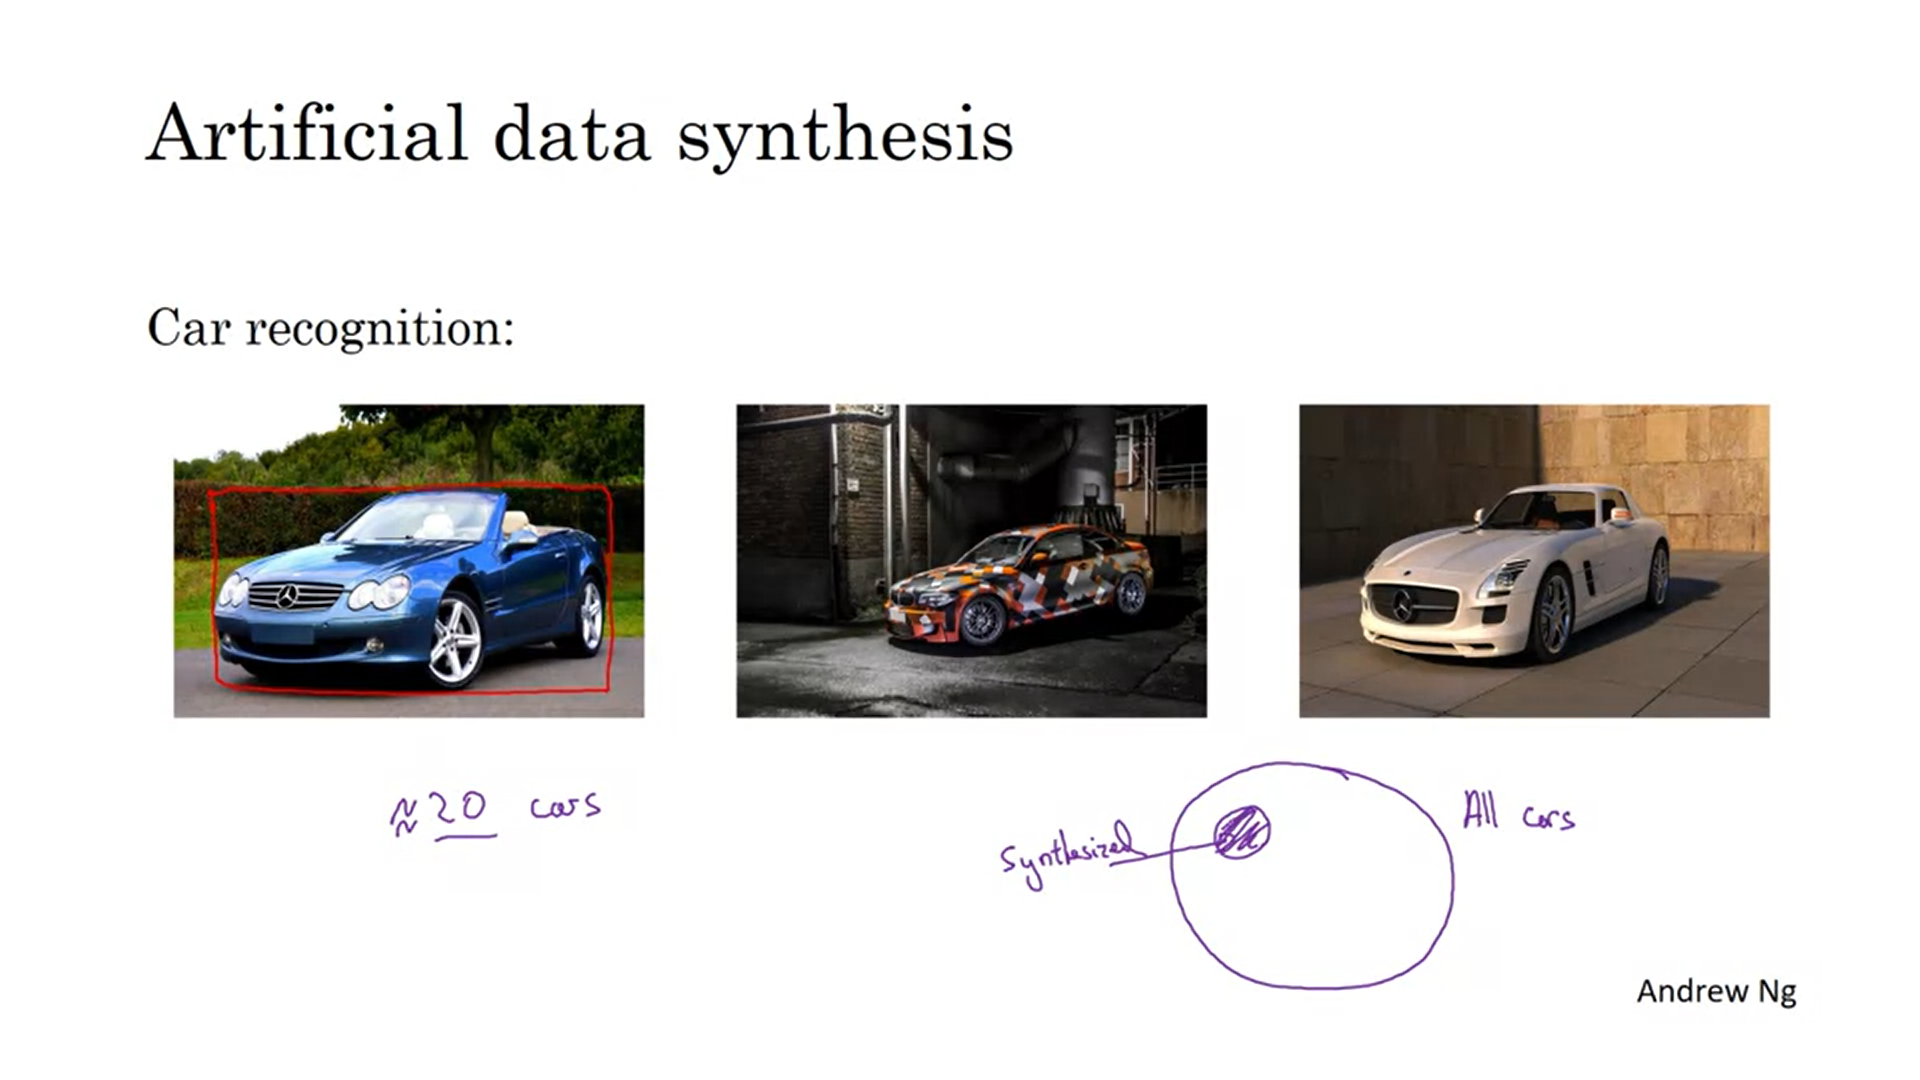 Artificial data synthesis
Car recognition:
≈20 cars
Synthesized
All cars
Andrew Ng